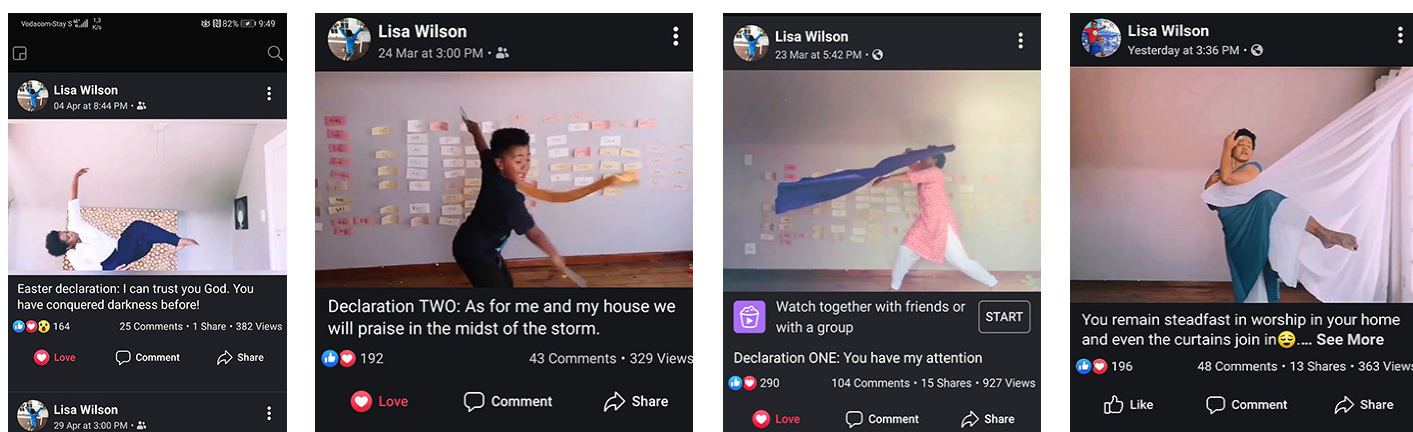 Vodacom-Stay S 4G 1,3 K/s 82% 9:49
Lisa Wilson
04 Apr at 8:44 PM •
Easter declaration: I can trust you God. You
have conquered darkness before!
164 25 Comments • 1 Share • 382 Views
Love Comment Share
Lisa Wilson
29 Apr at 3:00 PM •
Lisa Wilson
24 Mar at 3:00 PM •
Declaration TWO: As for me and my house we
will praise in the midst of the storm.
192 43 Comments • 329 Views
Love Comment Share
Lisa Wilson
23 Mar at 5:42 PM •
Watch together with friends or
with a group
START
Declaration ONE: You have my attention
290 104 Comments • 15 Shares • 927 Views
Love Comment Share
Lisa Wilson
Yesterday at 3:36 PM •
You remain steadfast in worship in your home
and even the curtains join in😌.... See More
196 48 Comments • 13 Shares • 363 Views
Like Comment Share